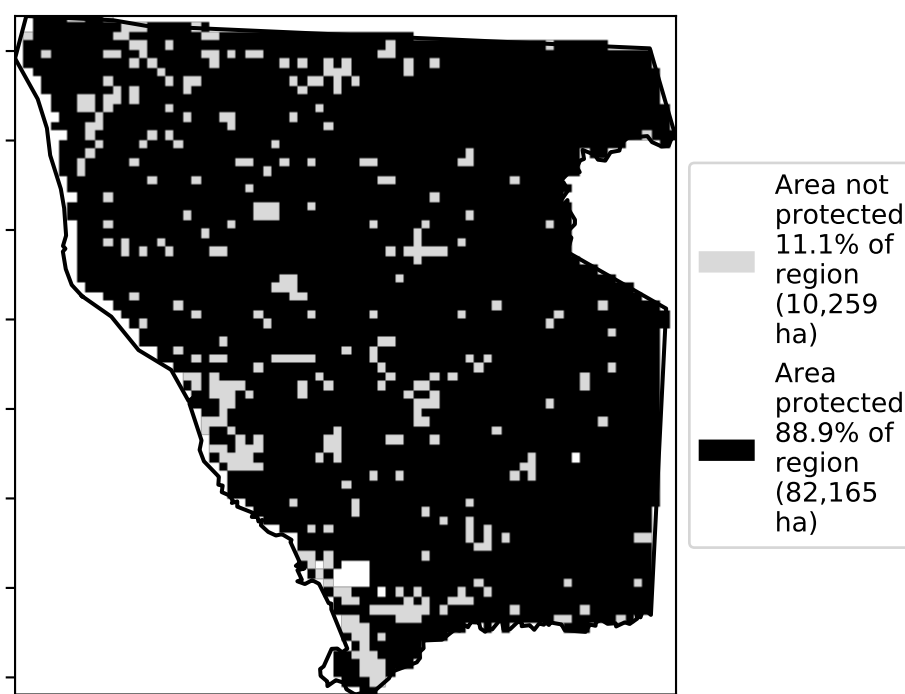 Area not
protected
11.1% of
region
(10,259
ha)
Area
protected
88.9% of
region
(82,165
ha)